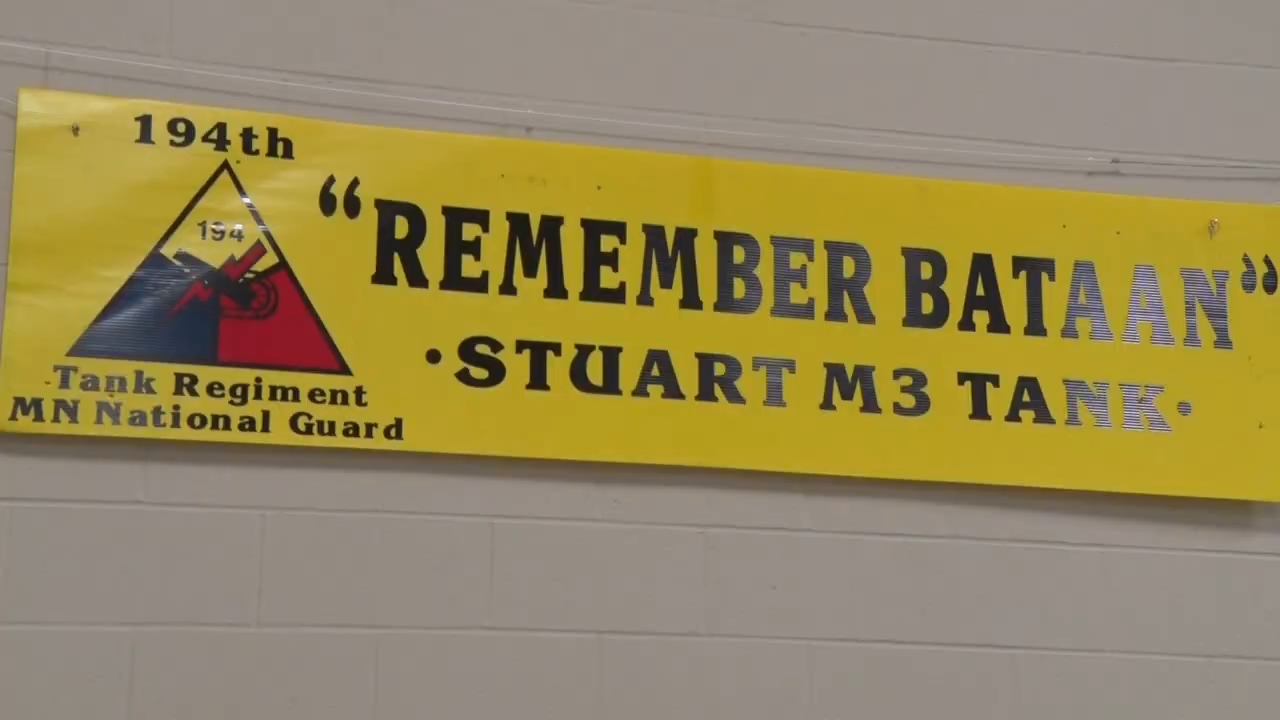 194th
194
Tank Regiment
MN National Guard
“REMEMBER BATAAN”
·STUART M3 TANK·